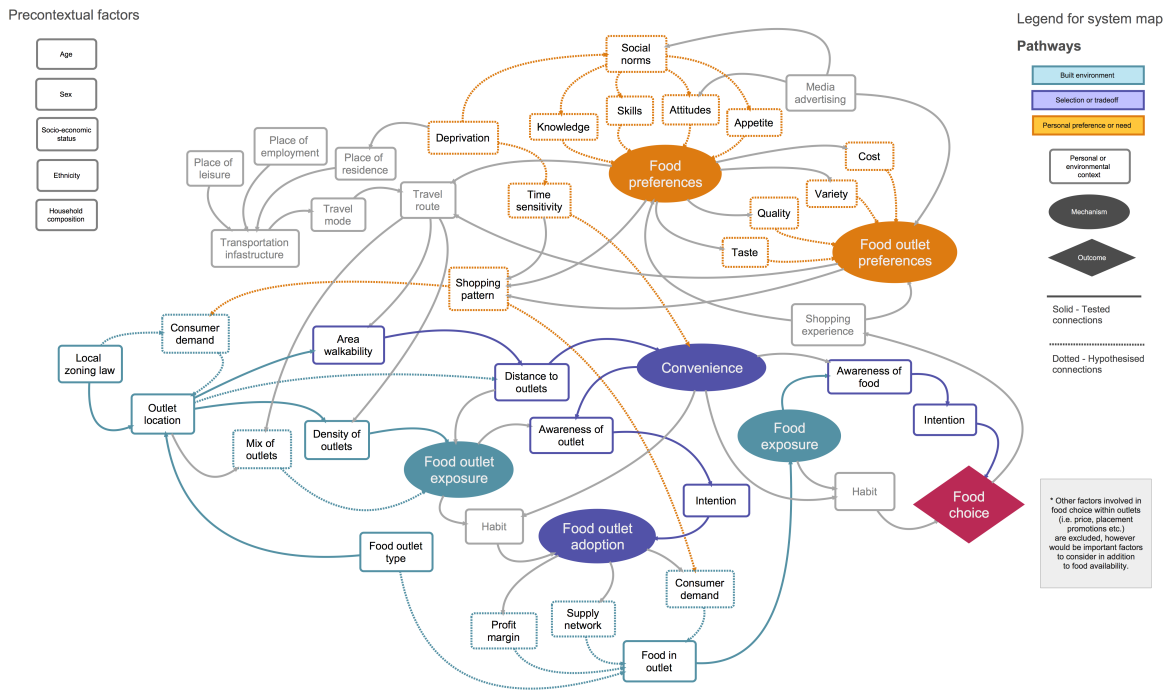 Precontextual factors
Age
Sex
Socio-economic
status
Ethnicity
Household
composition
Social
norms
Media
advertising
Knowledge
Skills
Attitudes
Appetite
Deprivation
Place of
employment
Place of
leisure
Place of
residence
Travel
mode
Travel
route
Transportation
infastructure
Time
sensitivity
Food
preferences
Cost
Variety
Quality
Taste
Food outlet
preferences
Shopping
pattern
Shopping
experience
Consumer
demand
Local
zoning law
Outlet
location
Area
walkability
Distance to
outlets
Convenience
Awareness of
food
Intention
Mix of
outlets
Density of
outlets
Food outlet
exposure
Awareness of
outlet
Food
exposure
Intention
Habit
Food
choice
Habit
Food outlet
adoption
Food outlet
type
Consumer
demand
Supply
network
Profit
margin
Food in
outlet
Legend for system map
Pathways
Built environment
Selection or tradeoff
Personal preference or need
Personal or
environmental
context
Mechanism
Outcome
Solid - Tested
connections
Dotted - Hypothesised
connections
* Other factors involved in
food choice within outlets
(i.e. price, placement
promotions etc.)
are excluded, however
would be important factors
to consider in addition
to food availability.